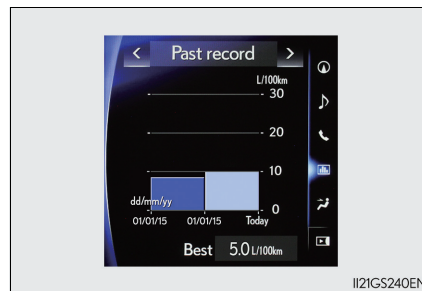 < Past record >
L/100km
30
20
10
0
dd/mm/yy
01/01/15 01/01/15 Today
Best 5.0 L/100km
II21GS240EN